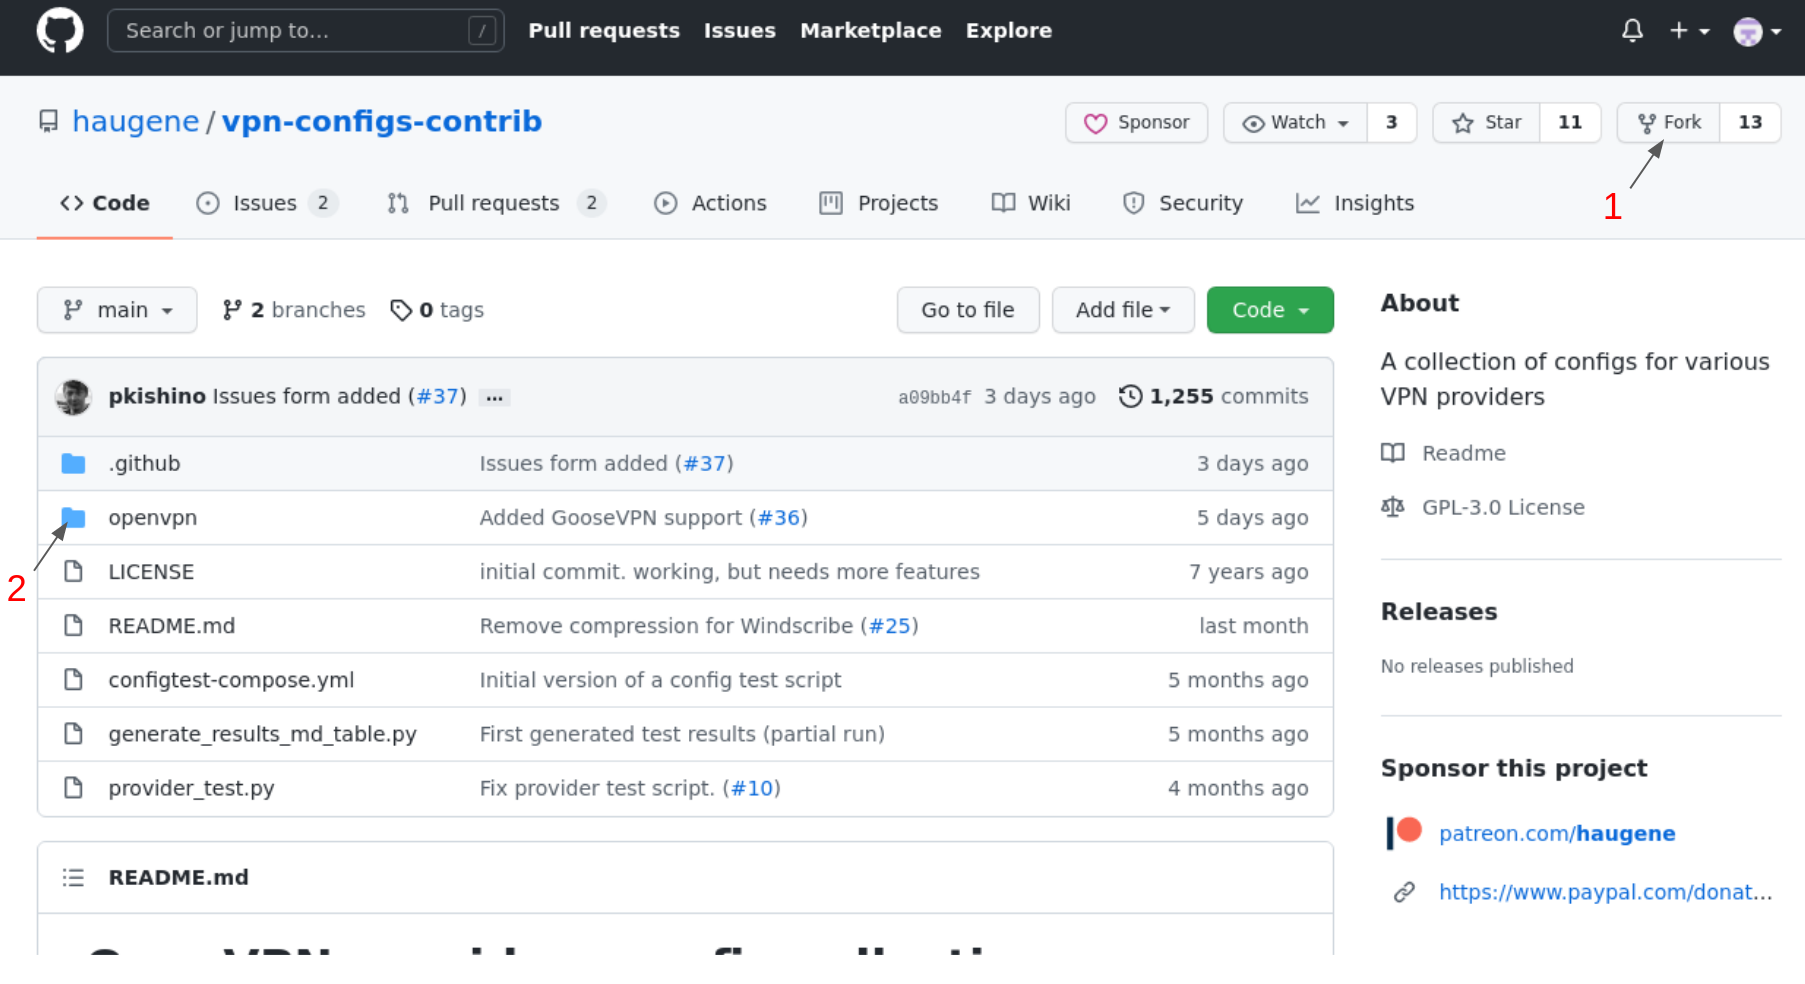 Search or jump to... / Pull requests Issues Marketplace Explore
haugene / vpn-configs-contrib Sponsor Watch 3 Star 11 Fork 13
1
Code Issues 2 Pull requests 2 Actions Projects Wiki Security Insights
main 2 branches 0 tags Go to file Add file Code
pkishino Issues form added (#37) ... a09bb4f 3 days ago 1,255 commits
.github Issues form added (#37) 3 days ago
openvpn Added GooseVPN support (#36) 5 days ago
2
LICENSE initial commit. working, but needs more features 7 years ago
README.md Remove compression for Windscribe (#25) last month
configtest-compose.yml Initial version of a config test script 5 months ago
generate_results_md_table.py First generated test results (partial run) 5 months ago
provider_test.py Fix provider test script. (#10) 4 months ago
README.md
About
A collection of configs for various
VPN providers
Readme
GPL-3.0 License
Releases
No releases published
Sponsor this project
patreon.com/haugene
https://www.paypal.com/donat...